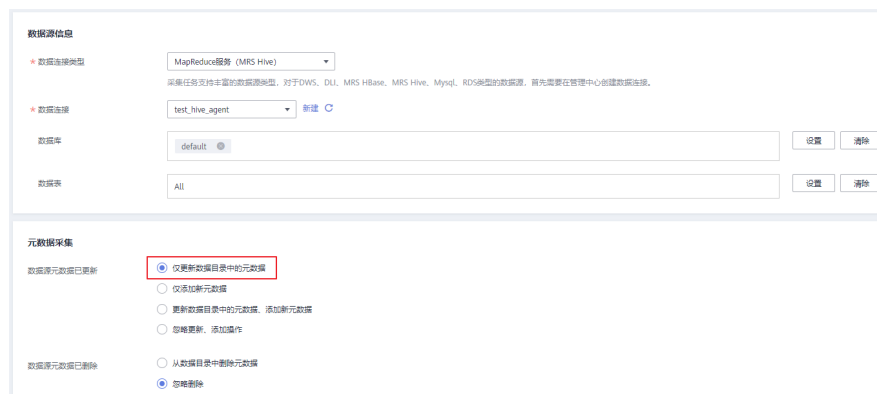 数据源信息
* 数据连接类型 MapReduce服务（MRS Hive）
采集任务支持丰富的数据源类型，对于DWS、DLI、MRS HBase、MRS Hive、Mysql、RDS类型的数据源，首先需要在管理中心创建数据连接。
* 数据连接 test_hive_agent 新建
数据库 default 设置 清除
数据表 All 设置 清除
元数据采集
数据源元数据已更新 仅更新数据目录中的元数据
仅添加新元数据
更新数据目录中的元数据、添加新元数据
忽略更新、添加操作
数据源元数据已删除 从数据目录中删除元数据
忽略删除